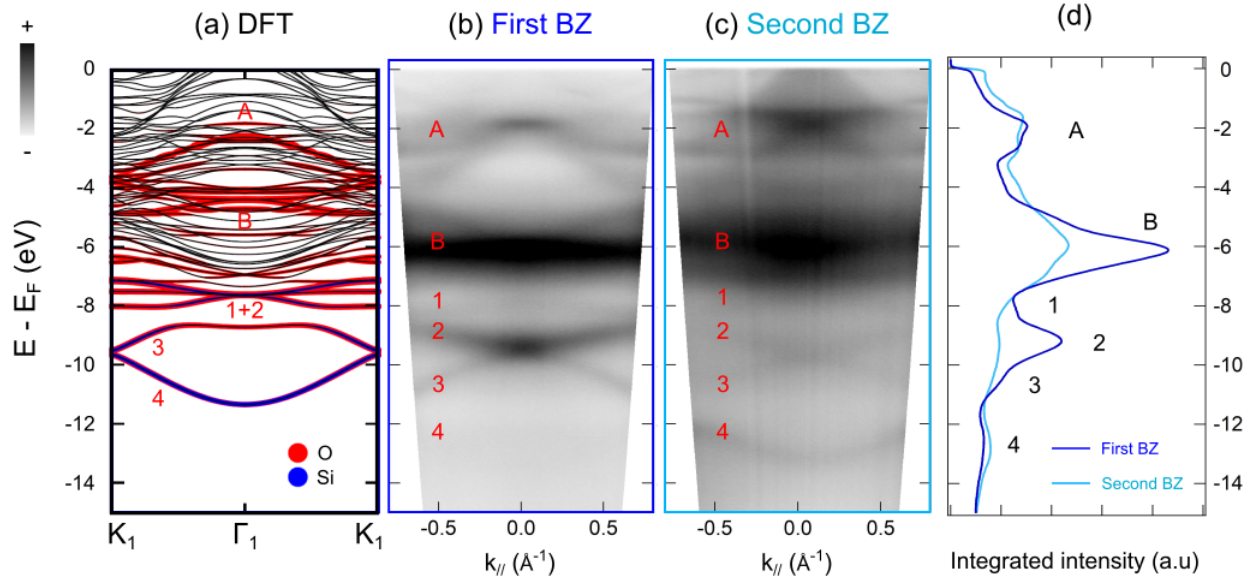 (a) DFT
(b) First BZ
(c) Second BZ
(d)
+
-
E - E_F (eV)
0
-2
-4
-6
-8
-10
-12
-14
A
B
1+2
3
4
O
Si
K₁
Γ₁
K₁
A
B
1
2
3
4
-0.5
0.0
0.5
k_// (Å⁻¹)
A
B
1
2
3
4
-0.5
0.0
0.5
k_// (Å⁻¹)
A
B
1
2
3
4
First BZ
Second BZ
0
-2
-4
-6
-8
-10
-12
-14
Integrated intensity (a.u)